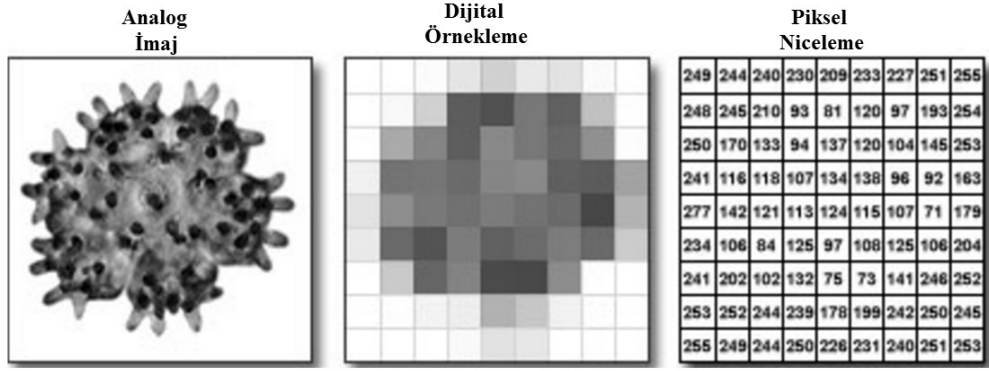 Analog
İmaj
Dijital
Örnekleme
Piksel
Niceleme
249 244 240 230 209 233 227 251 255
248 245 210 93 81 120 97 193 254
250 170 133 94 137 120 104 145 253
241 116 118 107 134 138 96 92 163
277 142 121 113 124 115 107 71 179
234 106 84 125 97 108 125 106 204
241 202 102 132 75 73 141 246 252
253 252 244 239 178 199 242 250 245
255 249 244 250 226 231 240 251 253